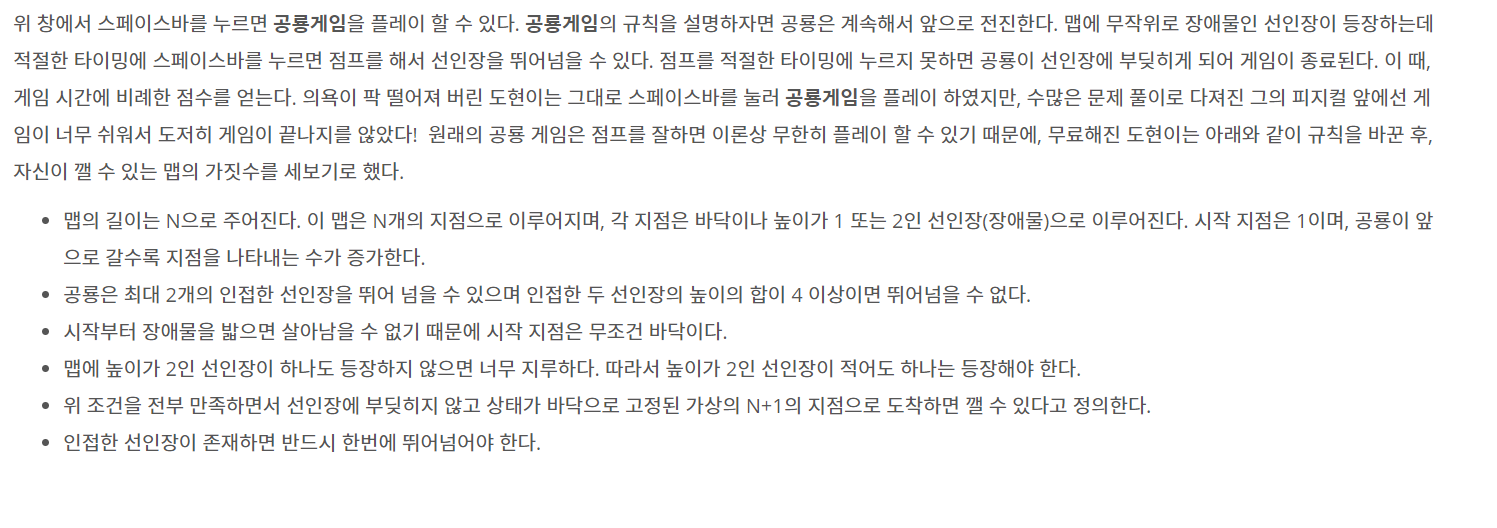 위 창에서 스페이스바를 누르면 공룡게임을 플레이 할 수 있다. 공룡게임의 규칙을 설명하자면 공룡은 계속해서 앞으로 전진한다. 맵에 무작위로 장애물인 선인장이 등장하는데
적절한 타이밍에 스페이스바를 누르면 점프를 해서 선인장을 뛰어넘을 수 있다. 점프를 적절한 타이밍에 누르지 못하면 공룡이 선인장에 부딪히게 되어 게임이 종료된다. 이 때,
게임 시간에 비례한 점수를 얻는다. 의욕이 팍 떨어져 버린 도현이는 그대로 스페이스바를 눌러 공룡게임을 플레이 하였지만, 수많은 문제 풀이로 다져진 그의 피지컬 앞에선 게
임이 너무 쉬워서 도저히 게임이 끝나지를 않았다! 원래의 공룡 게임은 점프를 잘하면 이론상 무한히 플레이 할 수 있기 때문에, 무료해진 도현이는 아래와 같이 규칙을 바꾼 후,
자신이 깰 수 있는 맵의 가짓수를 세보기로 했다.
• 맵의 길이는 N으로 주어진다. 이 맵은 N개의 지점으로 이루어지며, 각 지점은 바닥이나 높이가 1 또는 2인 선인장(장애물)으로 이루어진다. 시작 지점은 1이며, 공룡이 앞
으로 갈수록 지점을 나타내는 수가 증가한다.
• 공룡은 최대 2개의 인접한 선인장을 뛰어 넘을 수 있으며 인접한 두 선인장의 높이의 합이 4 이상이면 뛰어넘을 수 없다.
• 시작부터 장애물을 밟으면 살아남을 수 없기 때문에 시작 지점은 무조건 바닥이다.
• 맵에 높이가 2인 선인장이 하나도 등장하지 않으면 너무 지루하다. 따라서 높이가 2인 선인장이 적어도 하나는 등장해야 한다.
• 위 조건을 전부 만족하면서 선인장에 부딪히지 않고 상태가 바닥으로 고정된 가상의 N+1의 지점으로 도착하면 깰 수 있다고 정의한다.
• 인접한 선인장이 존재하면 반드시 한번에 뛰어넘어야 한다.